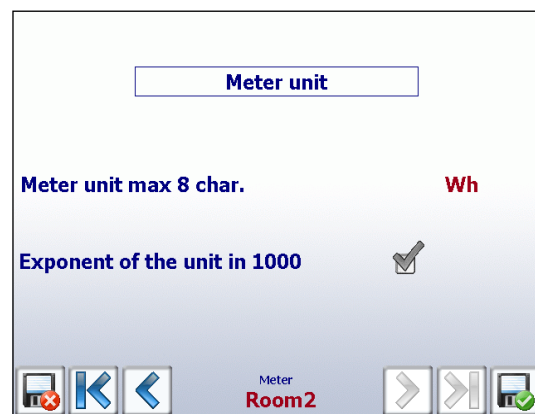 Meter unit
Meter unit max 8 char. Wh
Exponent of the unit in 1000
Meter
Room2